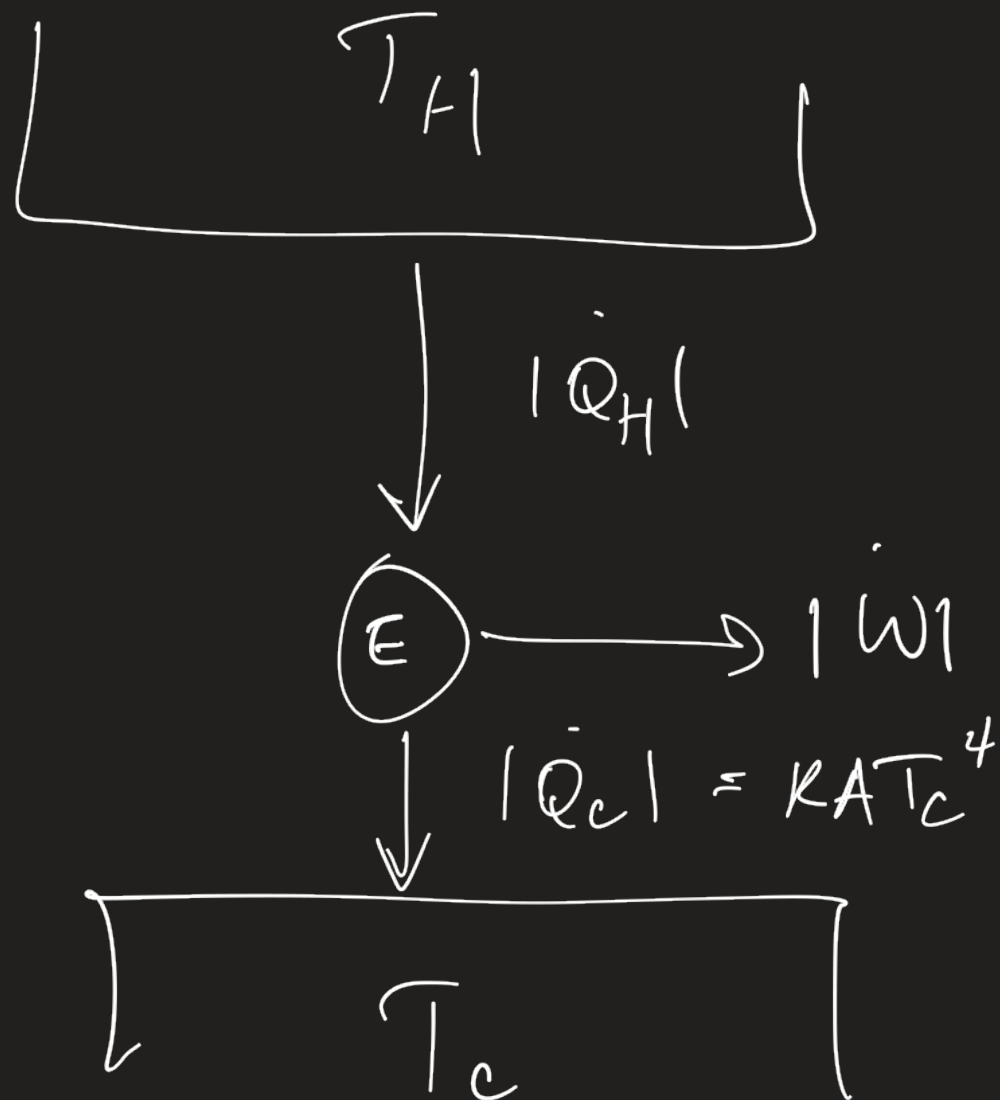 T_H
|Q̇_H|
E → |Ẇ|
|Q̇_C| = KAT_C^4
T_C